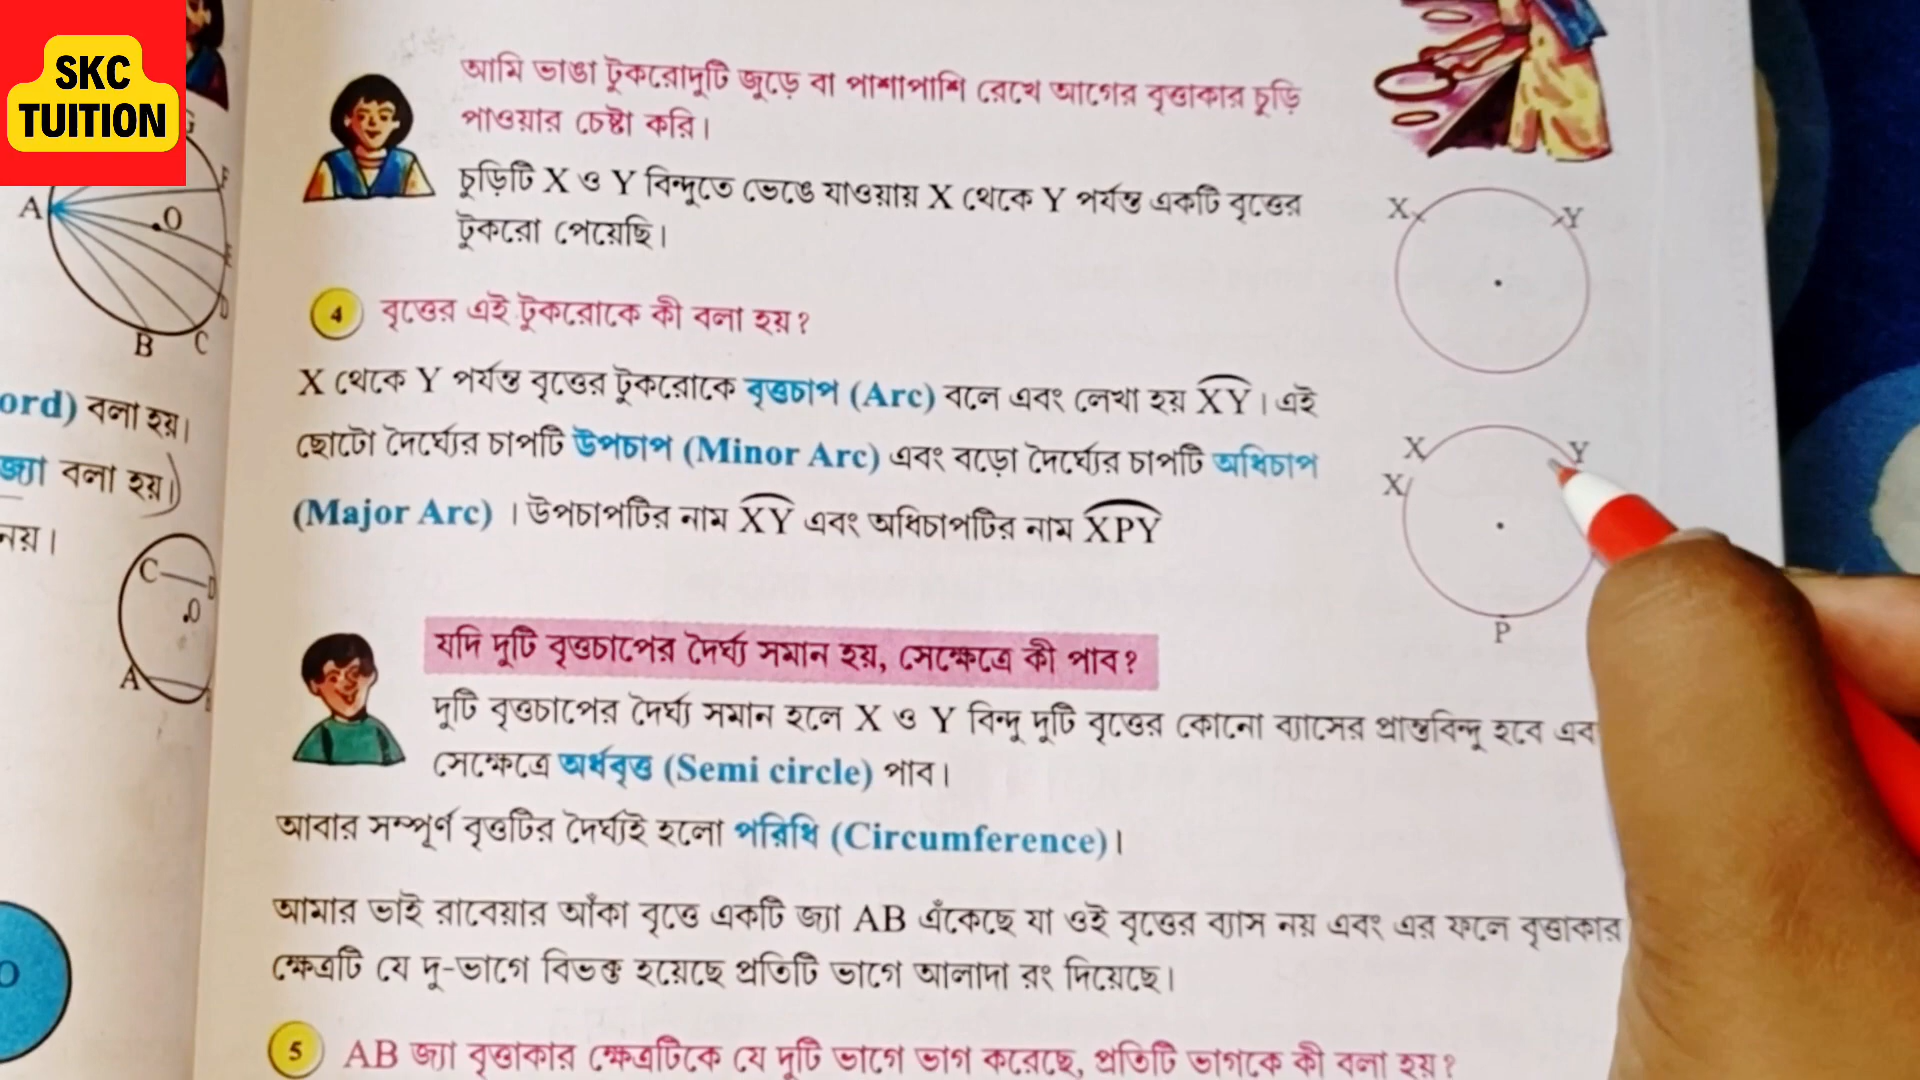 SKC
TUITION
A
O
B
C
ord) বলা হয়।
জ্যা বলা হয়।)
নয়।
C
D
O
A
O
আমি ভাঙা টুকরোদুটি জুড়ে বা পাশাপাশি রেখে আগের বৃত্তাকার চুড়ি
পাওয়ার চেষ্টা করি।
চুড়িটি X ও Y বিন্দুতে ভেঙে যাওয়ায় X থেকে Y পর্যন্ত একটি বৃত্তের
টুকরো পেয়েছি।
X
Y
4 বৃত্তের এই টুকরোকে কী বলা হয়?
X থেকে Y পর্যন্ত বৃত্তের টুকরোকে বৃত্তচাপ (Arc) বলে এবং লেখা হয় XY। এই
ছোটো দৈর্ঘ্যের চাপটি উপচাপ (Minor Arc) এবং বড়ো দৈর্ঘ্যের চাপটি অধিচাপ
(Major Arc) । উপচাপটির নাম XY এবং অধিচাপটির নাম XPY
X
Y
X
P
যদি দুটি বৃত্তচাপের দৈর্ঘ্য সমান হয়, সেক্ষেত্রে কী পাব?
দুটি বৃত্তচাপের দৈর্ঘ্য সমান হলে X ও Y বিন্দু দুটি বৃত্তের কোনো ব্যাসের প্রান্তবিন্দু হবে এব
সেক্ষেত্রে অর্ধবৃত্ত (Semi circle) পাব।
আবার সম্পূর্ণ বৃত্তটির দৈর্ঘ্যই হলো পরিধি (Circumference)।
আমার ভাই রাবেয়ার আঁকা বৃত্তে একটি জ্যা AB এঁকেছে যা ওই বৃত্তের ব্যাস নয় এবং এর ফলে বৃত্তাকার
ক্ষেত্রটি যে দু-ভাগে বিভক্ত হয়েছে প্রতিটি ভাগে আলাদা রং দিয়েছে।
5 AB জ্যা বৃত্তাকার ক্ষেত্রটিকে যে দুটি ভাগে ভাগ করেছে, প্রতিটি ভাগকে কী বলা হয়?